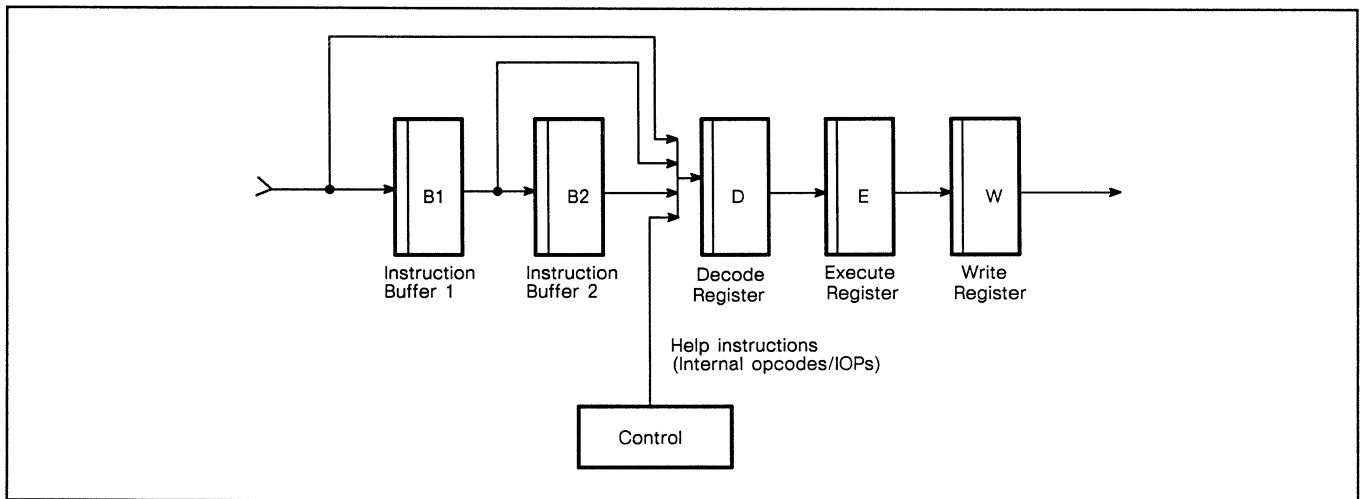 B1
B2
D
E
W
Instruction
Buffer 1
Instruction
Buffer 2
Decode
Register
Execute
Register
Write
Register
Help instructions
(Internal opcodes/IOPs)
Control